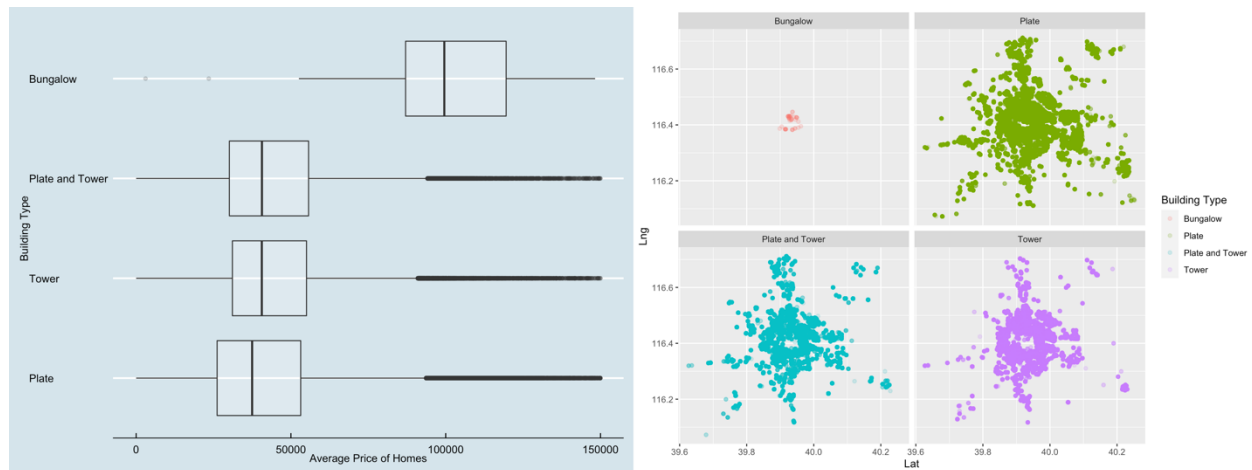 Building Type
Bungalow
Plate and Tower
Tower
Plate
0
50000
100000
150000
Average Price of Homes
Bungalow
Plate
Plate and Tower
Tower
Lng
116.6
116.4
116.2
116.6
116.4
116.2
39.6
39.8
40.0
40.2
39.6
39.8
40.0
40.2
Lat
Building Type
Bungalow
Plate
Plate and Tower
Tower